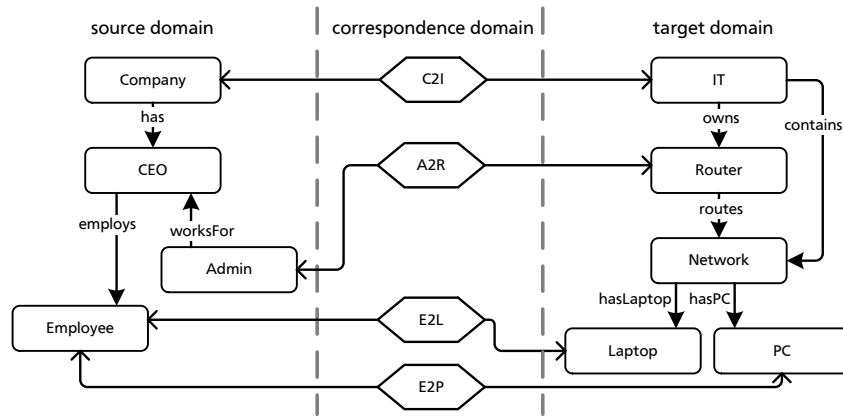 source domain
correspondence domain
target domain
Company
C2I
IT
has
owns
contains
CEO
A2R
Router
employs
worksFor
routes
Admin
Network
hasLaptop
hasPC
Employee
E2L
Laptop
PC
E2P